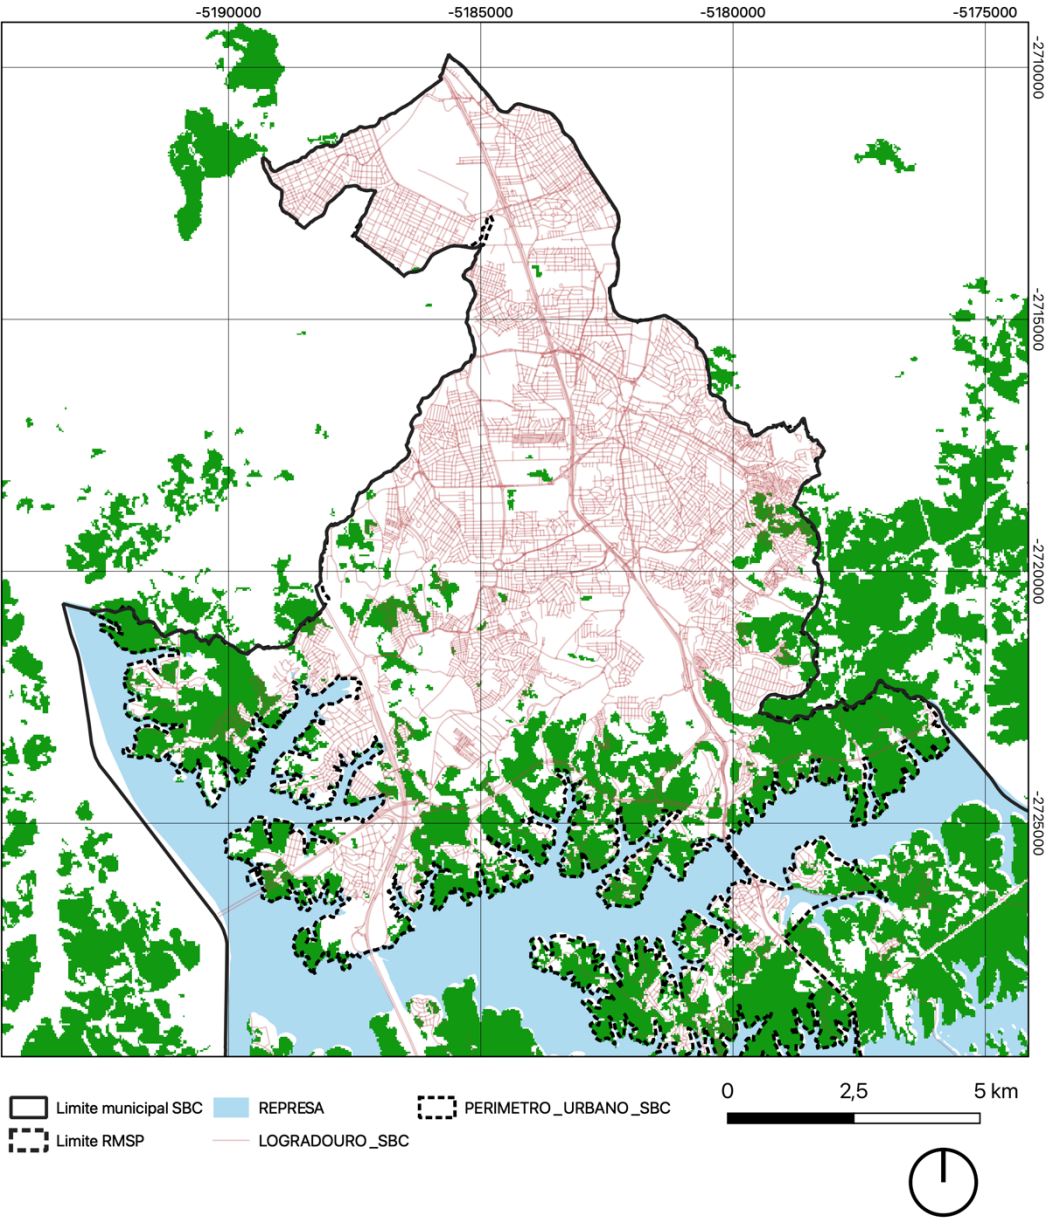 -5190000 -5185000 -5180000 -5175000
-2710000
-2715000
-2720000
-2725000
Limite municipal SBC REPRESA PERIMETRO_URBANO_SBC
Limite RMSP LOGRADOURO_SBC
0 2,5 5 km